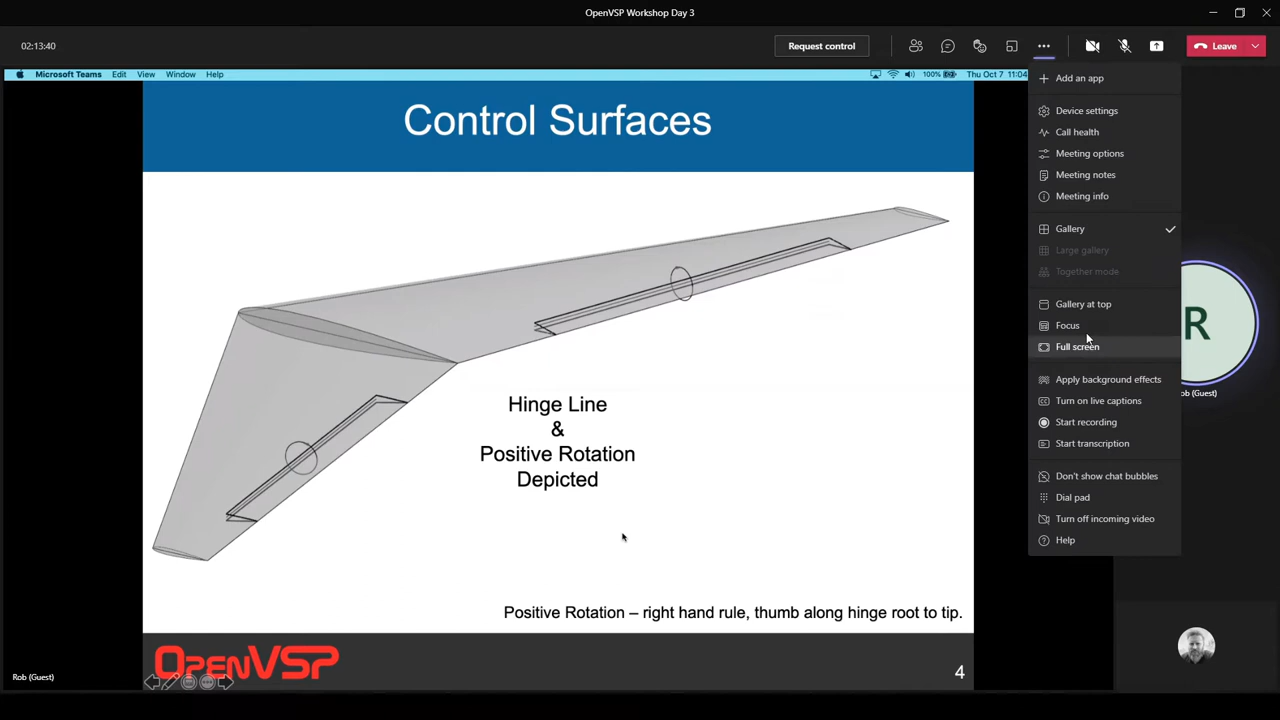 OpenVSP Workshop Day 3
02:13:40
Request control
Leave
Microsoft Teams Edit View Window Help
100%
Thu Oct 7 11:04
Control Surfaces
Hinge Line
&
Positive Rotation
Depicted
Positive Rotation – right hand rule, thumb along hinge root to tip.
OpenVSP
4
Rob (Guest)
Add an app
Device settings
Call health
Meeting options
Meeting notes
Meeting info
Gallery
Large gallery
Together mode
Gallery at top
Focus
Full screen
Apply background effects
Turn on live captions
Start recording
Start transcription
Don't show chat bubbles
Dial pad
Turn off incoming video
Help
R
(Guest)